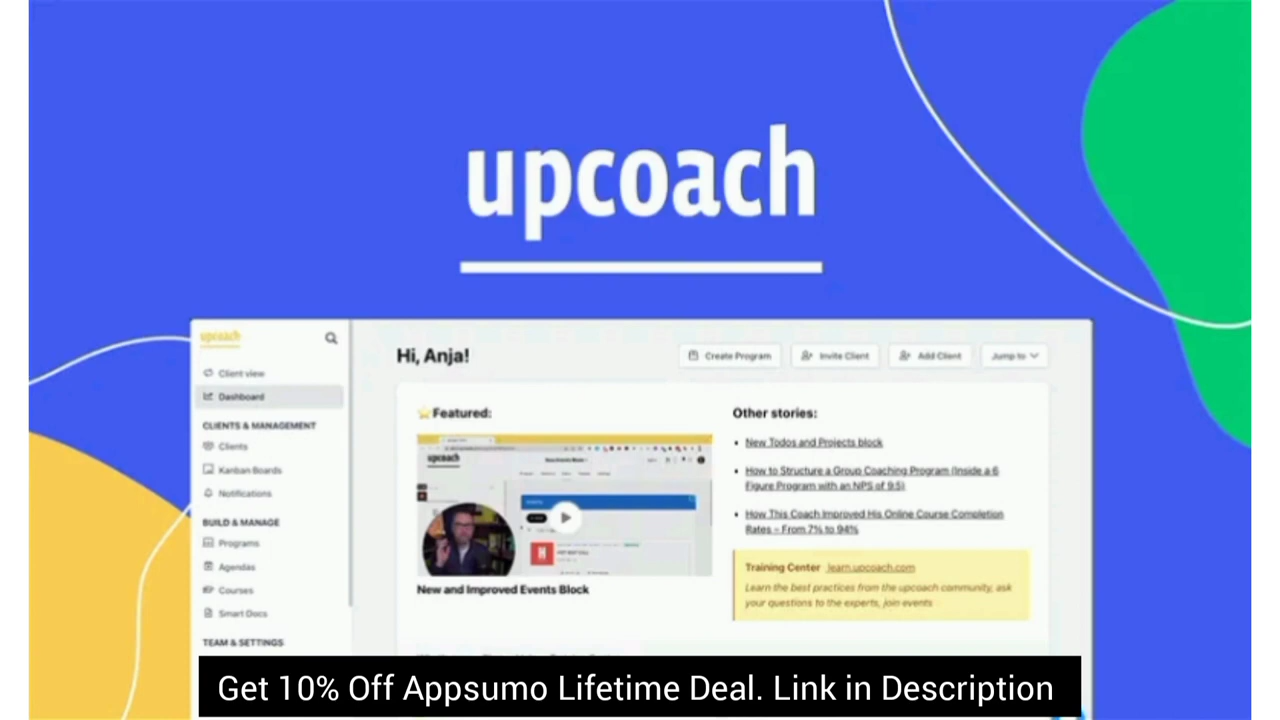 upcoach
upcoach
Client view
Dashboard
CLIENTS & MANAGEMENT
Clients
Kanban Boards
Notifications
BUILD & MANAGE
Programs
Agendas
Courses
Smart Docs
TEAM & SETTINGS
Hi, Anja!
Create Program
Invite Client
Add Client
Jump to
Featured:
upcoach
New and Improved Events Block
Other stories:
New Todos and Projects block
How to Structure a Group Coaching Program (Inside a 6
Figure Program with an NPS of 9.5)
How This Coach Improved His Online Course Completion
Rates – From 7% to 94%
Training Center learn.upcoach.com
Learn the best practices from the upcoach community, ask
your questions to the experts, join events
Get 10% Off Appsumo Lifetime Deal. Link in Description